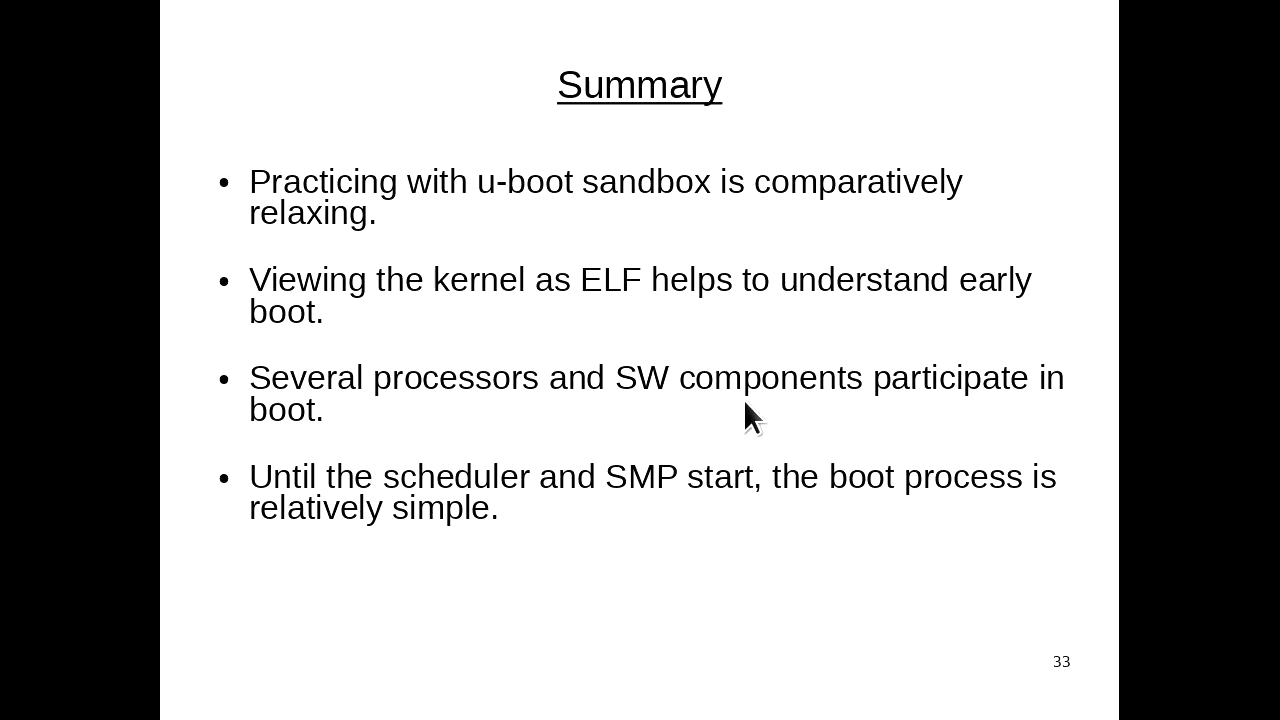 Summary
• Practicing with u-boot sandbox is comparatively
relaxing.
• Viewing the kernel as ELF helps to understand early
boot.
• Several processors and SW components participate in
boot.
• Until the scheduler and SMP start, the boot process is
relatively simple.
33